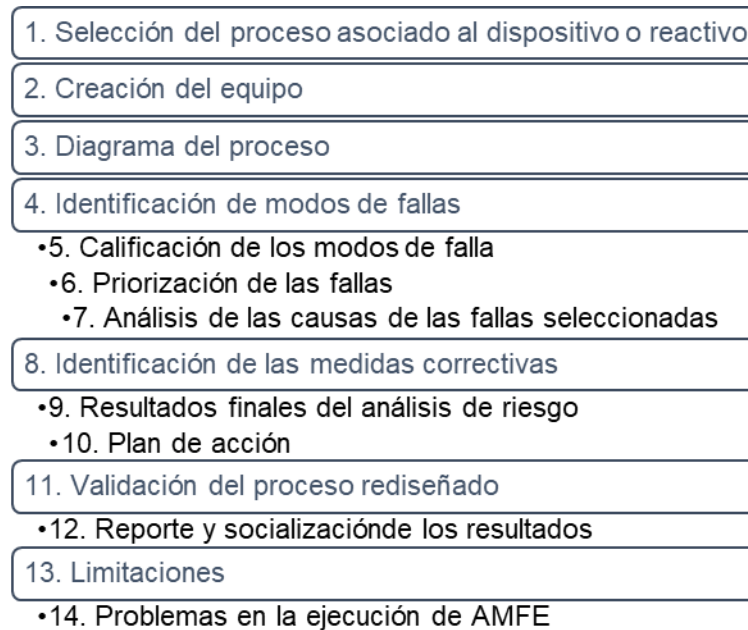 1. Selección del proceso asociado al dispositivo o reactivo
2. Creación del equipo
3. Diagrama del proceso
4. Identificación de modos de fallas
•5. Calificación de los modos de falla
•6. Priorización de las fallas
•7. Análisis de las causas de las fallas seleccionadas
8. Identificación de las medidas correctivas
•9. Resultados finales del análisis de riesgo
•10. Plan de acción
11. Validación del proceso rediseñado
•12. Reporte y socializaciónde los resultados
13. Limitaciones
•14. Problemas en la ejecución de AMFE